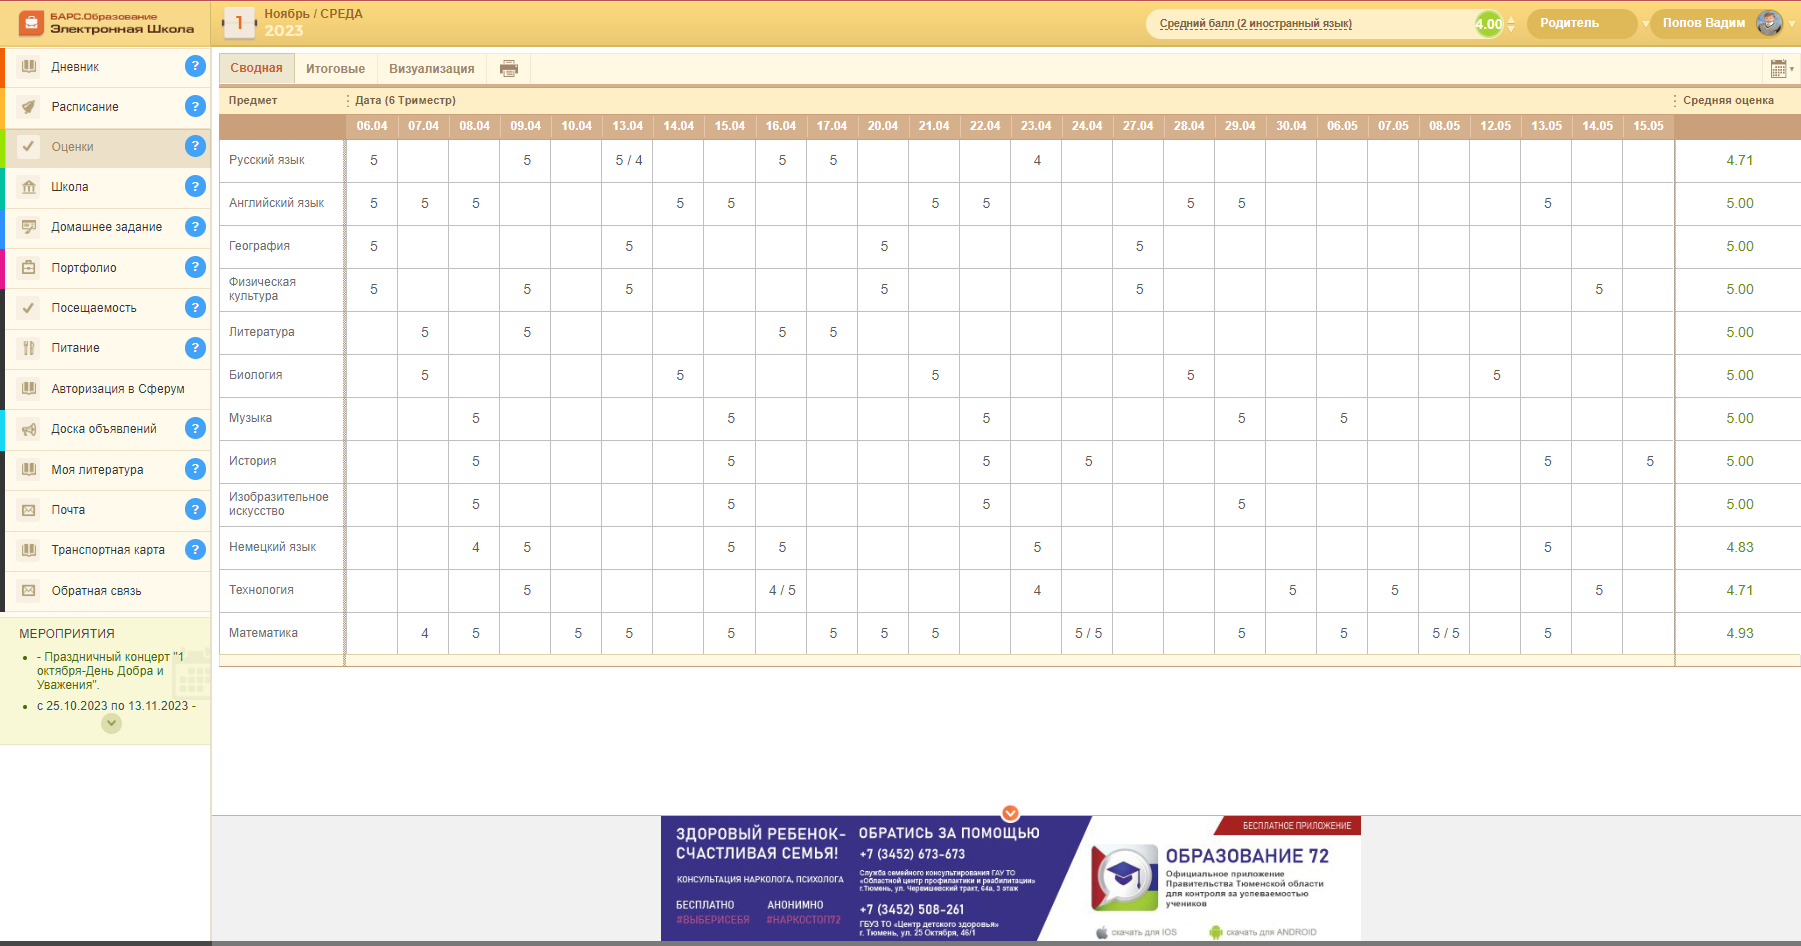 БАРС.Образование
Электронная Школа
1
Ноябрь / СРЕДА
2023
Средний балл (2 иностранный язык)
4.00
Родитель
Попов Вадим
Дневник ?
Расписание ?
Оценки ?
Школа ?
Домашнее задание ?
Портфолио ?
Посещаемость ?
Питание ?
Авторизация в Сферум
Доска объявлений ?
Моя литература ?
Почта ?
Транспортная карта ?
Обратная связь
МЕРОПРИЯТИЯ
- Праздничный концерт "1
октября-День Добра и
Уважения".
с 25.10.2023 по 13.11.2023 -
Сводная Итоговые Визуализация
Предмет Дата (6 Триместр) Средняя оценка
06.04 07.04 08.04 09.04 10.04 13.04 14.04 15.04 16.04 17.04 20.04 21.04 22.04 23.04 24.04 27.04 28.04 29.04 30.04 06.05 07.05 08.05 12.05 13.05 14.05 15.05
Русский язык 5 5 5 / 4 5 5 4 4.71
Английский язык 5 5 5 5 5 5 5 5 5 5 5.00
География 5 5 5 5 5.00
Физическая
культура 5 5 5 5 5 5 5.00
Литература 5 5 5 5 5.00
Биология 5 5 5 5 5 5.00
Музыка 5 5 5 5 5 5.00
История 5 5 5 5 5 5 5.00
Изобразительное
искусство 5 5 5 5 5.00
Немецкий язык 4 5 5 5 5 5 4.83
Технология 5 4 / 5 4 5 5 5 4.71
Математика 4 5 5 5 5 5 5 5 5 / 5 5 5 5 / 5 5 4.93
ЗДОРОВЫЙ РЕБЕНОК-
СЧАСТЛИВАЯ СЕМЬЯ!
КОНСУЛЬТАЦИЯ НАРКОЛОГА, ПСИХОЛОГА
БЕСПЛАТНО АНОНИМНО
#ВЫБЕРИСЕБЯ #НАРКОСТОП72
ОБРАТИСЬ ЗА ПОМОЩЬЮ
+7 (3452) 673-673
Служба семейного консультирования ГАУ ТО
«Областной центр профилактики и реабилитации»
г.Тюмень, ул. Червишевский тракт, 64а, 3 этаж
+7 (3452) 508-261
ГБУЗ ТО «Центр детского здоровья»
г. Тюмень, ул. 25 Октября, 46/1
БЕСПЛАТНОЕ ПРИЛОЖЕНИЕ
ОБРАЗОВАНИЕ 72
Официальное приложение
Правительства Тюменской области
для контроля за успеваемостью
учеников
скачать для IOS скачать для ANDROID